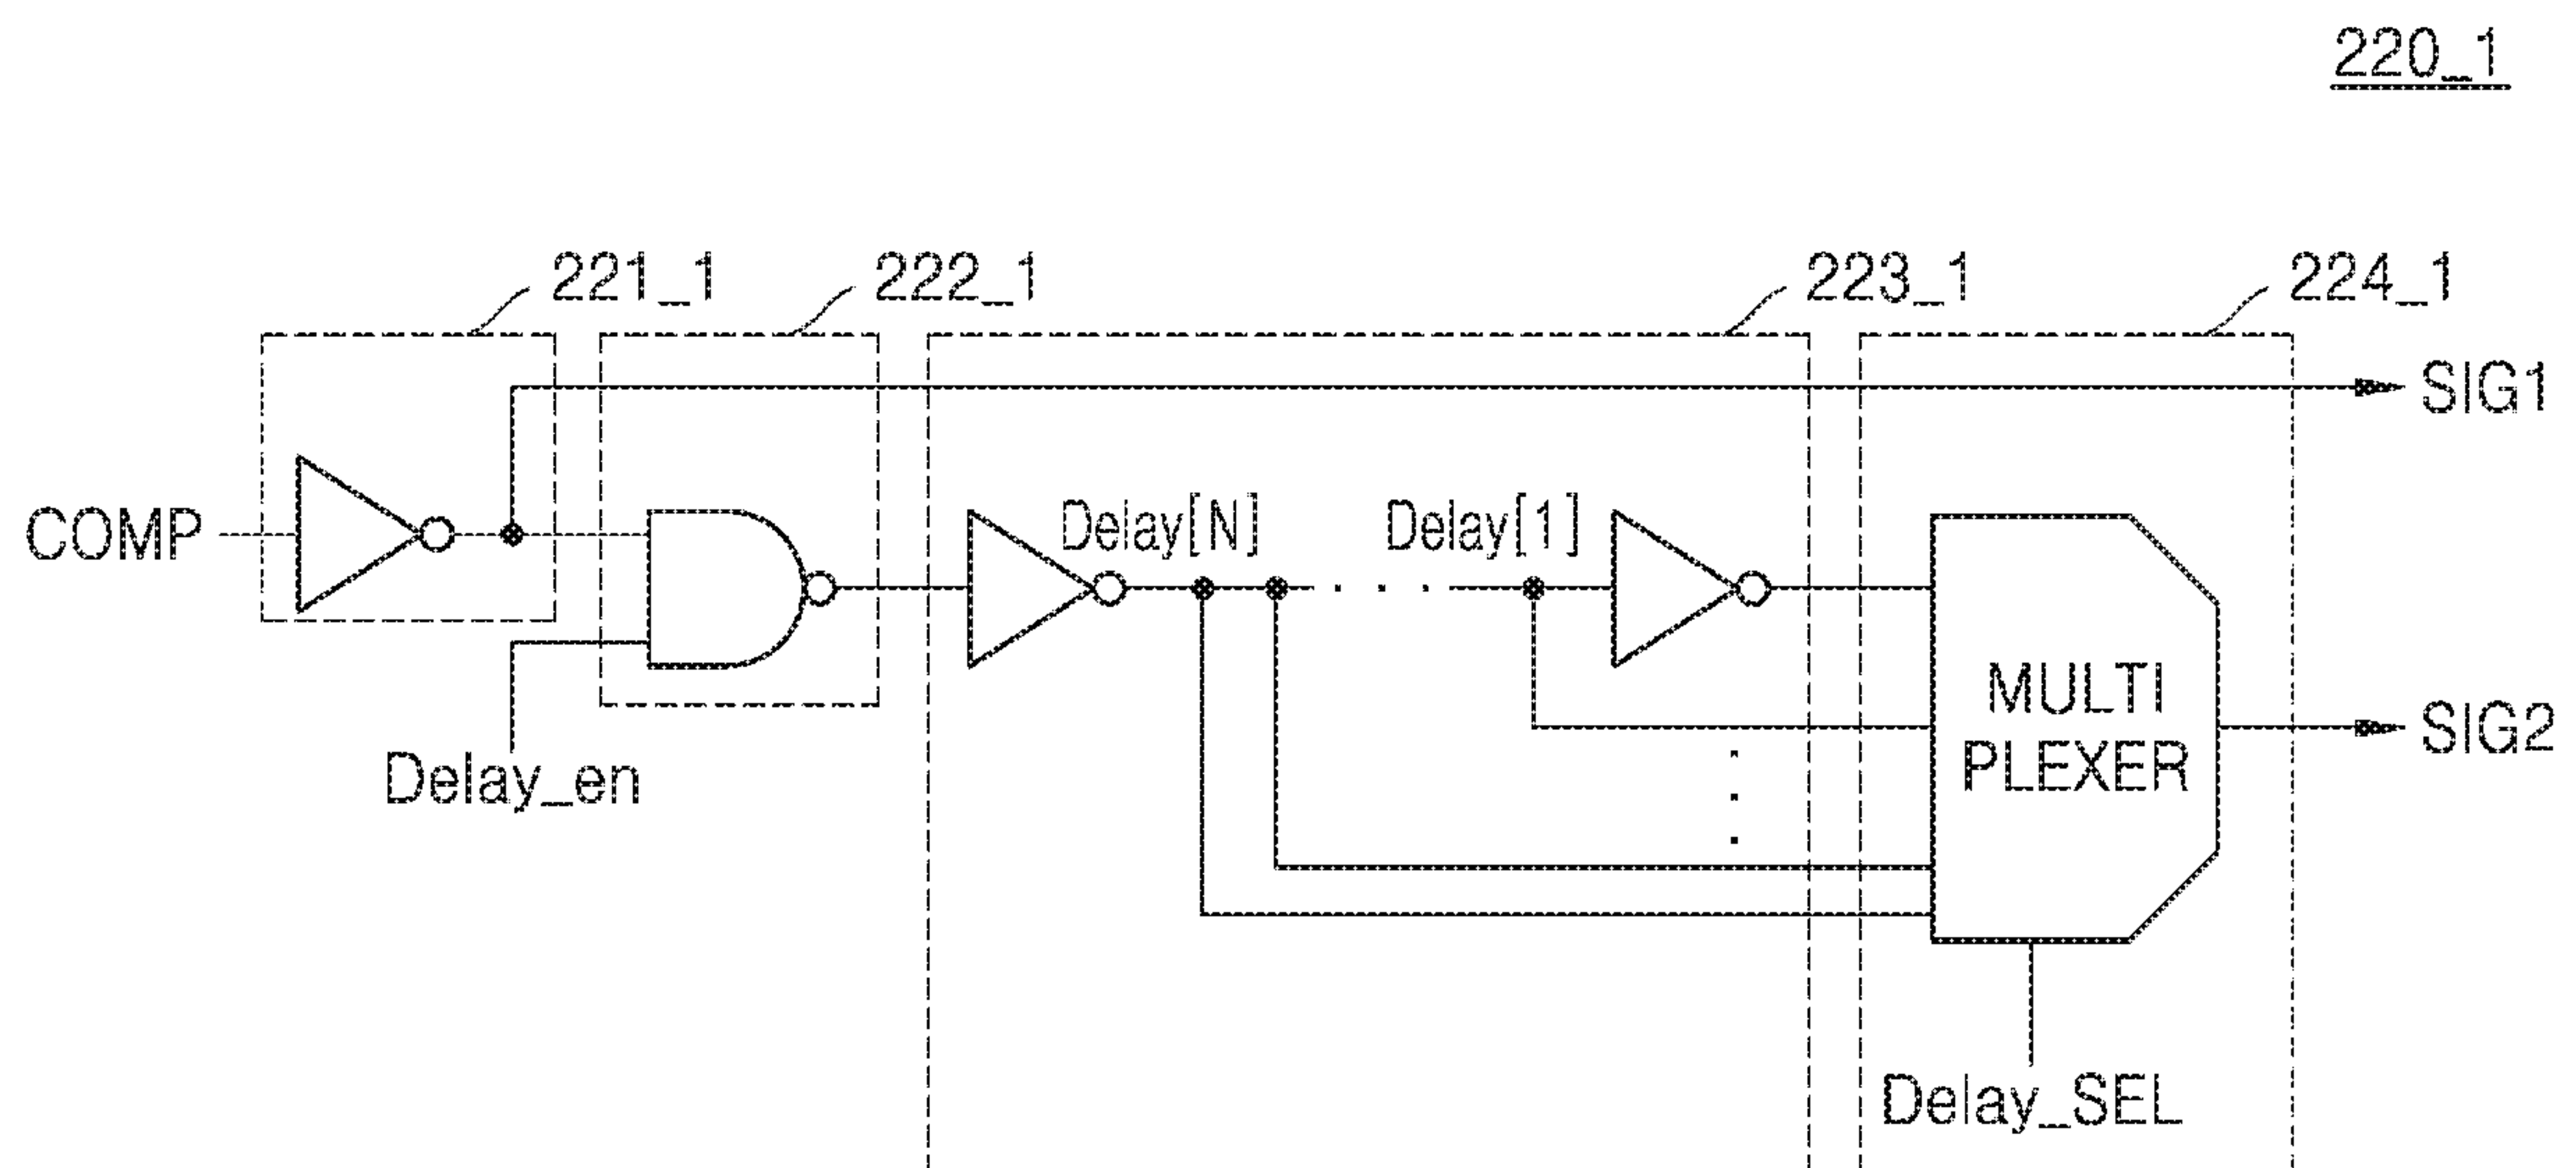 220_1
221_1
222_1
223_1
224_1
SIG1
COMP
Delay[N]
Delay[1]
MULTI
PLEXER
SIG2
Delay_en
Delay_SEL